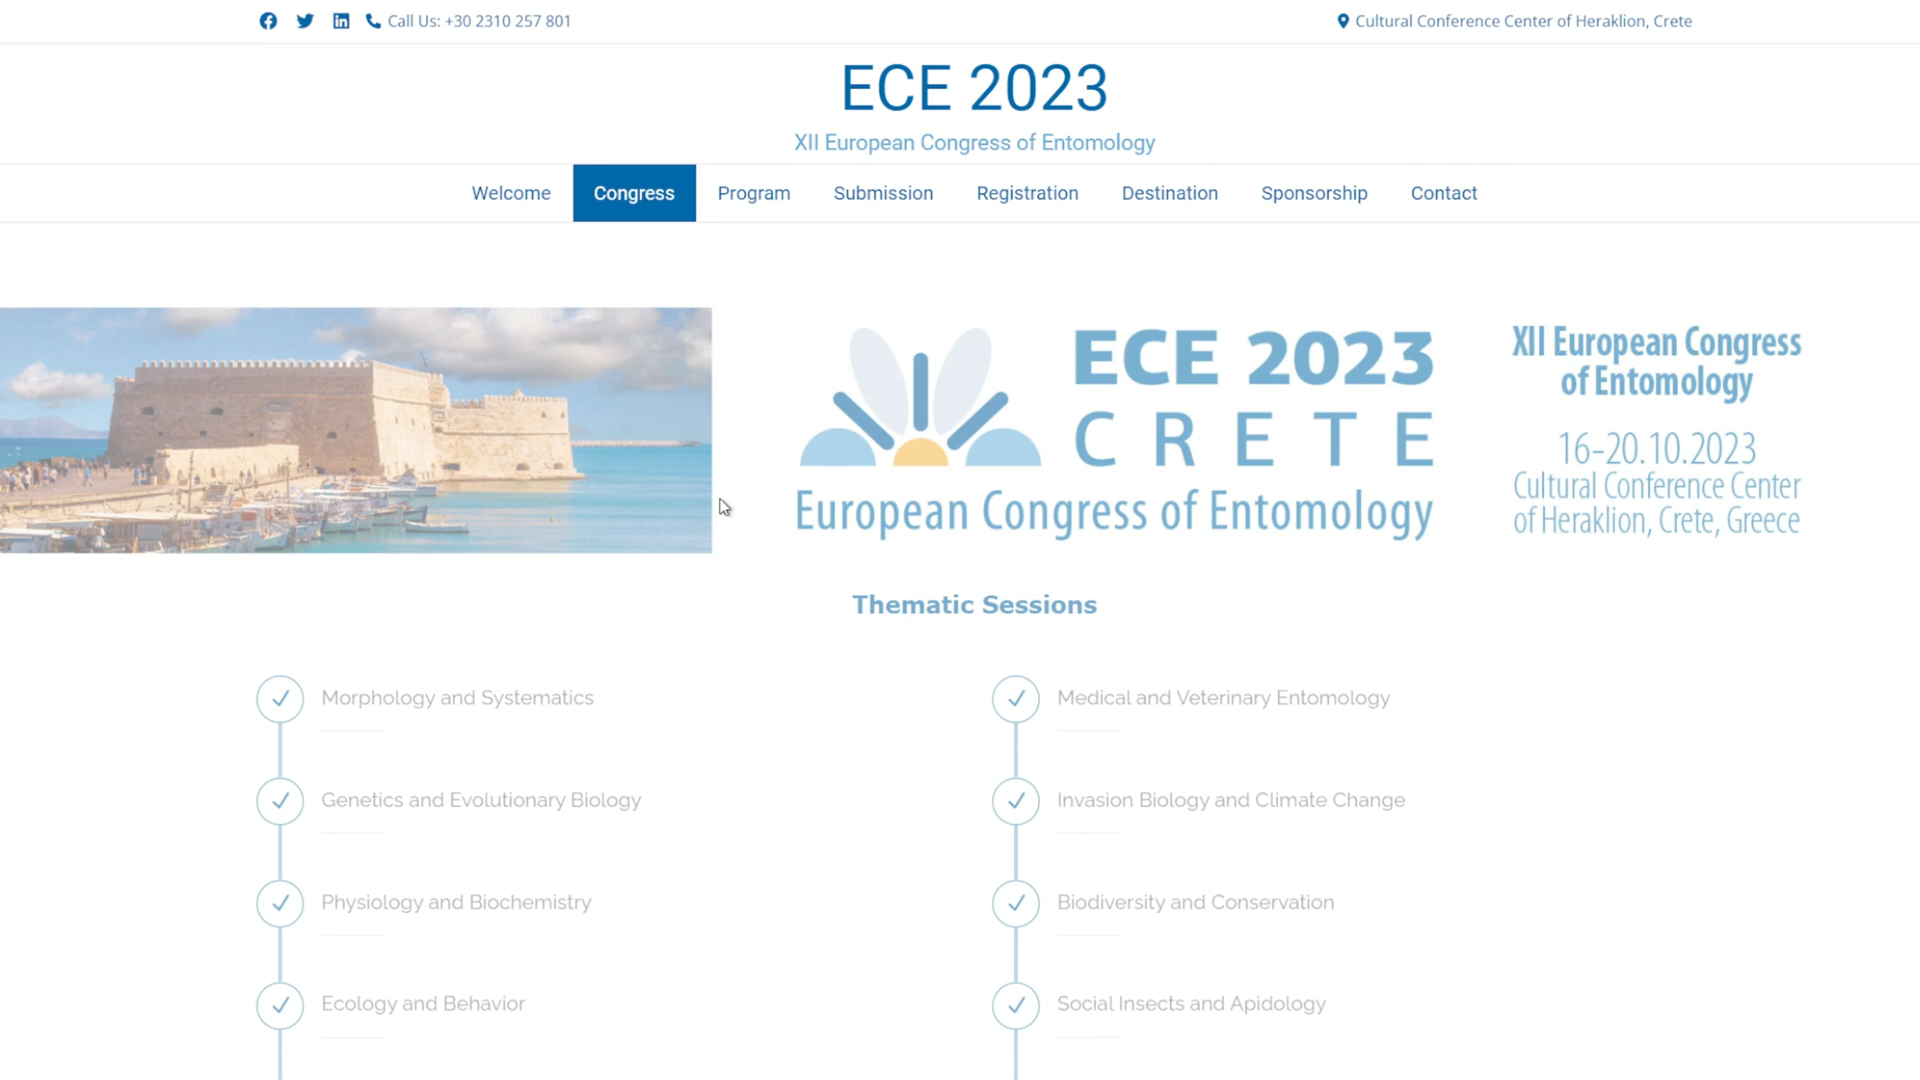 Call Us: +30 2310 257 801
Cultural Conference Center of Heraklion, Crete
ECE 2023
XII European Congress of Entomology
Welcome
Congress
Program
Submission
Registration
Destination
Sponsorship
Contact
ECE 2023
CRETE
European Congress of Entomology
XII European Congress
of Entomology
16-20.10.2023
Cultural Conference Center
of Heraklion, Crete, Greece
Thematic Sessions
Morphology and Systematics
Genetics and Evolutionary Biology
Physiology and Biochemistry
Ecology and Behavior
Medical and Veterinary Entomology
Invasion Biology and Climate Change
Biodiversity and Conservation
Social Insects and Apidology